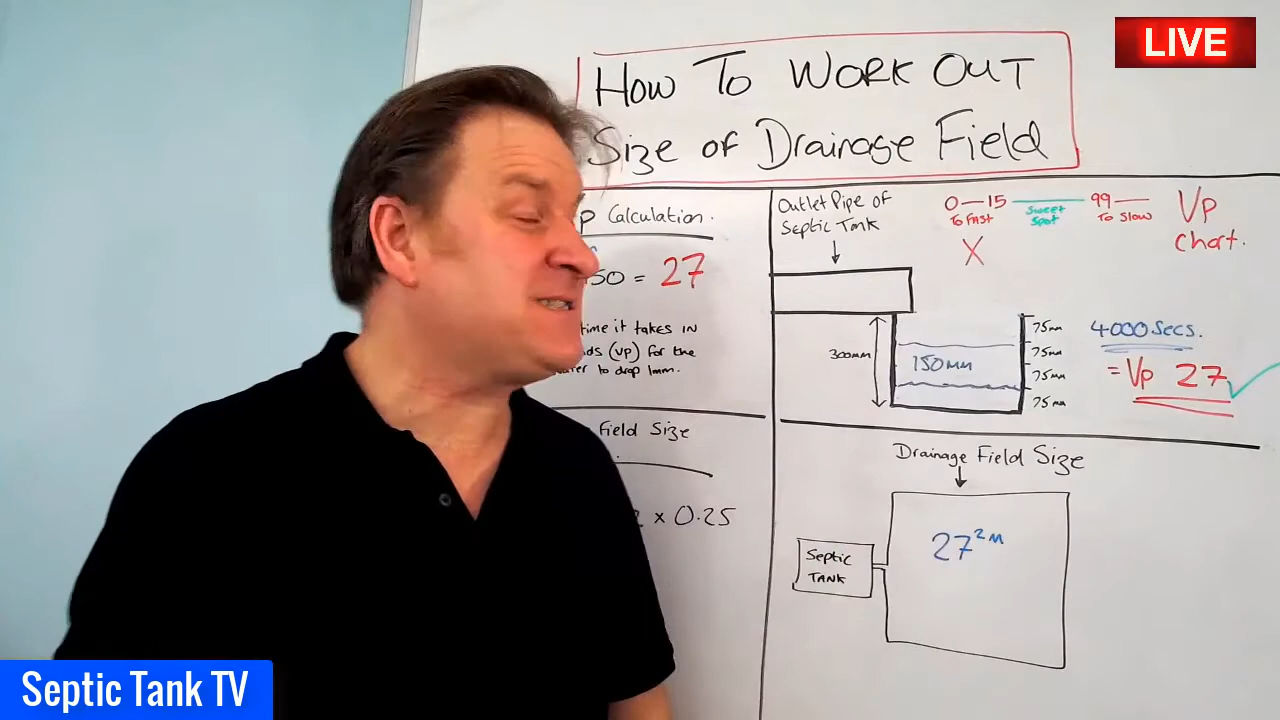 LIVE
How To WORK OUT
Size of Drainage Field
p Calculation.
50 = 27
time it takes IN
ds (vp) for the
ter to drop 1mm.
Field Size
2 x 0.25
Outlet Pipe of
Septic Tank
0—15
To Fast
X
Sweet
Spot
99—
To Slow
Vp
Chart.
300mm
150mm
75mm
75mm
75mm
75mm
4000 Secs.
= Vp 27
Drainage Field Size
27²ᴹ
Septic
TANK
Septic Tank TV